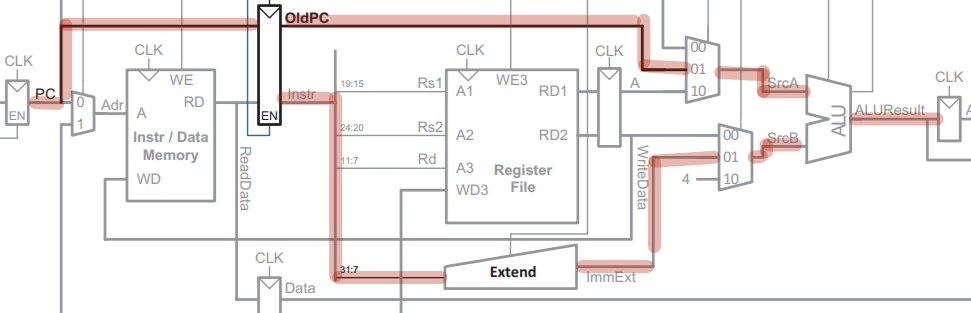 OldPC
CLK
CLK
CLK
CLK
CLK
00
01
10
PC
EN
0
1
Adr
WE
A
RD
Instr / Data
Memory
WD
Instr
EN
ReadData
19:15
Rs1
24:20
Rs2
11:7
Rd
31:7
WE3
A1
RD1
A2
RD2
A3
WD3
Register
File
A
SrcA
00
01
10
SrcB
4
WriteData
ALU
ALUResult
Extend
ImmExt
CLK
Data